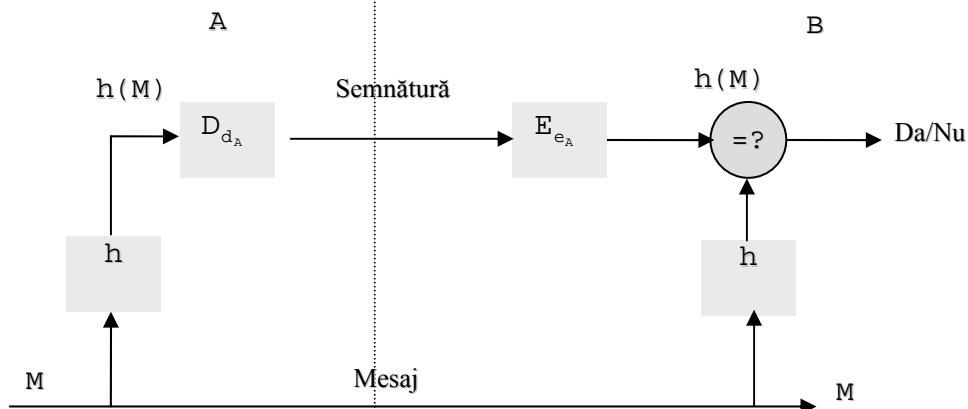 A
B
h(M)
Semnătură
h(M)
D_{d_A}
E_{e_A}
=?
Da/Nu
h
h
M
Mesaj
M